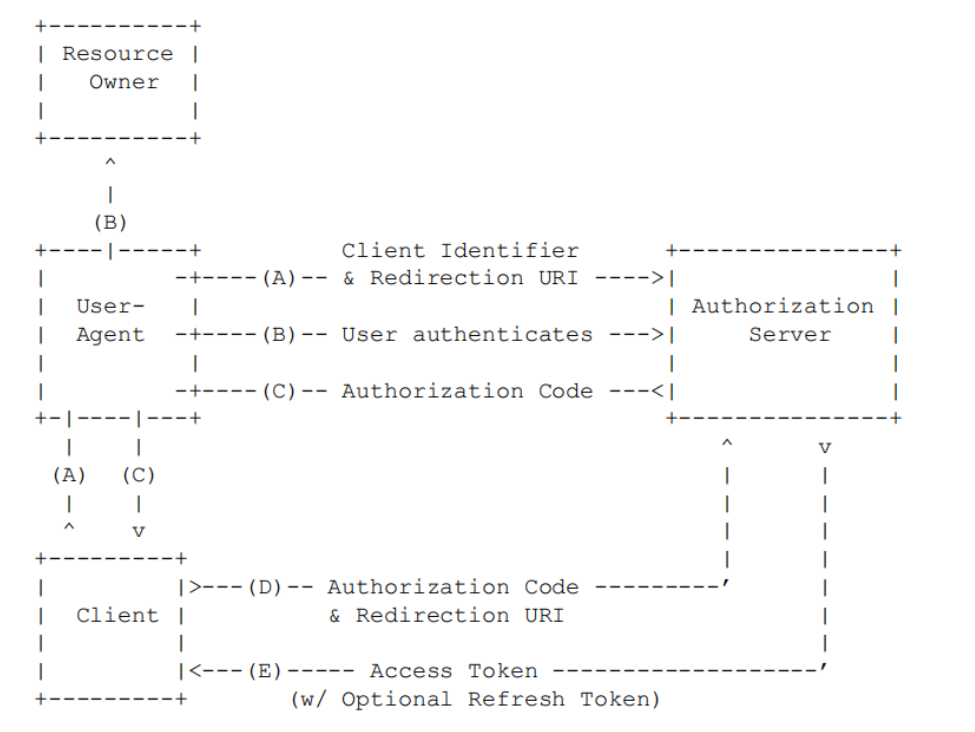 +----------+
| Resource |
|   Owner  |
|          |
+----------+
     ^
     |
    (B)
+----|-----+          Client Identifier      +---------------+
|         -+----(A)-- & Redirection URI ---->|               |
|  User-   |                                 | Authorization |
|  Agent  -+----(B)-- User authenticates --->|     Server    |
|          |                                 |               |
|         -+----(C)-- Authorization Code ---<|               |
+-|----|---+                                 +---------------+
  |    |                                         ^      v
 (A)  (C)                                        |      |
  |    |                                         |      |
  ^    v                                         |      |
+---------+                                      |      |
|         |>---(D)-- Authorization Code ---------'      |
|  Client |          & Redirection URI                  |
|         |                                             |
|         |<---(E)----- Access Token -------------------'
+---------+       (w/ Optional Refresh Token)